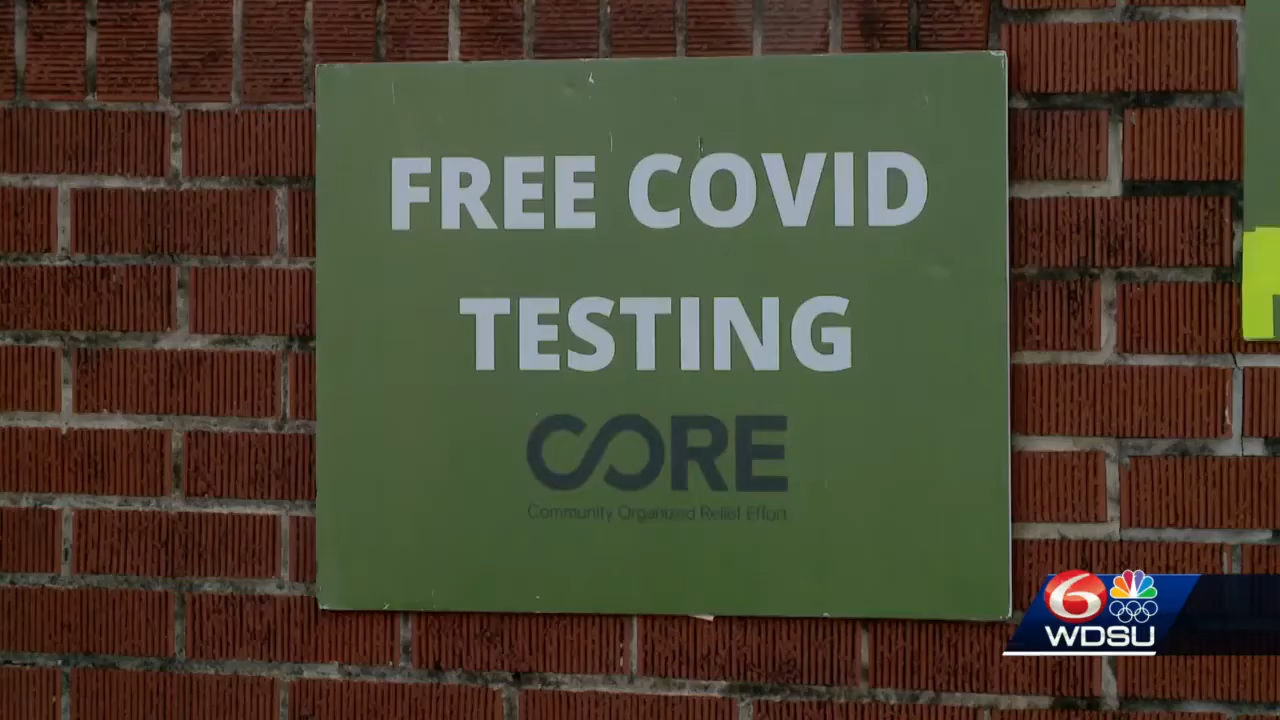 FREE COVID
TESTING
CORE
Community Organized Relief Effort
6
WDSU